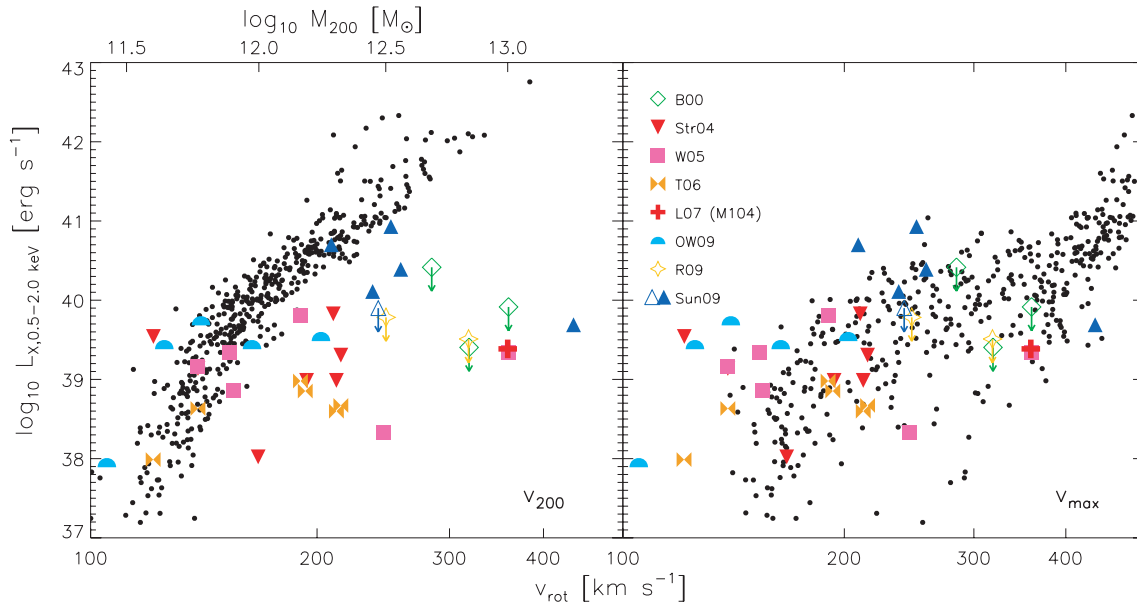 log₁₀ M₂₀₀ [M☉]
11.5 12.0 12.5 13.0
log₁₀ Lₓ,₀.₅₋₂.₀ keV [erg s⁻¹]
43
42
41
40
39
38
37
B00
Str04
W05
T06
L07 (M104)
OW09
R09
Sun09
v₂₀₀
vmax
100 200 300 400 100 200 300 400
vrot [km s⁻¹]